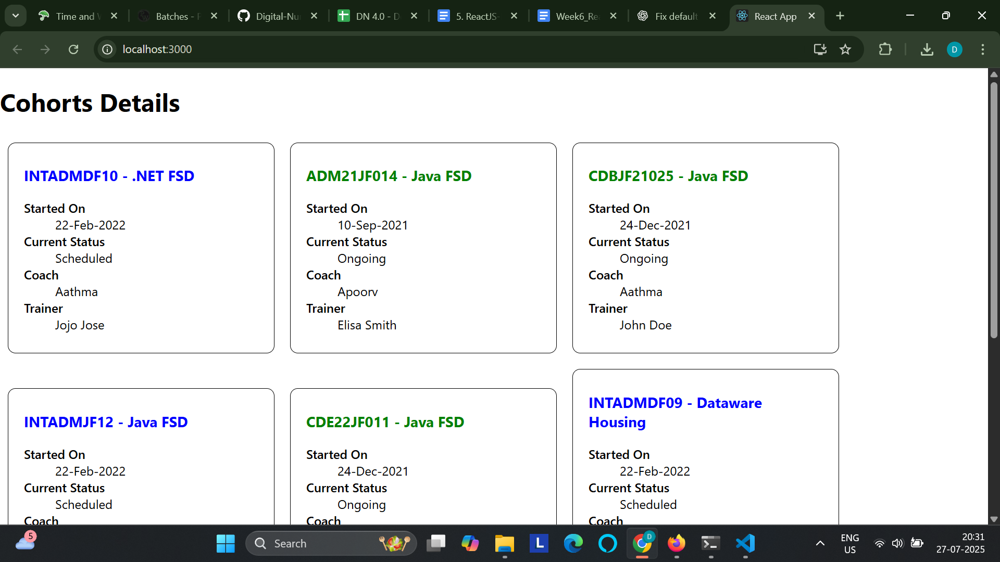 Time and W
Batches - P
Digital-Nur
DN 4.0 - D
5. ReactJS-
Week6_Rea
Fix default
React App
localhost:3000
D
Cohorts Details
INTADMDF10 - .NET FSD
Started On
22-Feb-2022
Current Status
Scheduled
Coach
Aathma
Trainer
Jojo Jose
ADM21JF014 - Java FSD
Started On
10-Sep-2021
Current Status
Ongoing
Coach
Apoorv
Trainer
Elisa Smith
CDBJF21025 - Java FSD
Started On
24-Dec-2021
Current Status
Ongoing
Coach
Aathma
Trainer
John Doe
INTADMJF12 - Java FSD
Started On
22-Feb-2022
Current Status
Scheduled
Coach
CDE22JF011 - Java FSD
Started On
24-Dec-2021
Current Status
Ongoing
Coach
INTADMDF09 - Dataware
Housing
Started On
22-Feb-2022
Current Status
Scheduled
Coach
5
Search
L
D
ENG
US
20:31
27-07-2025